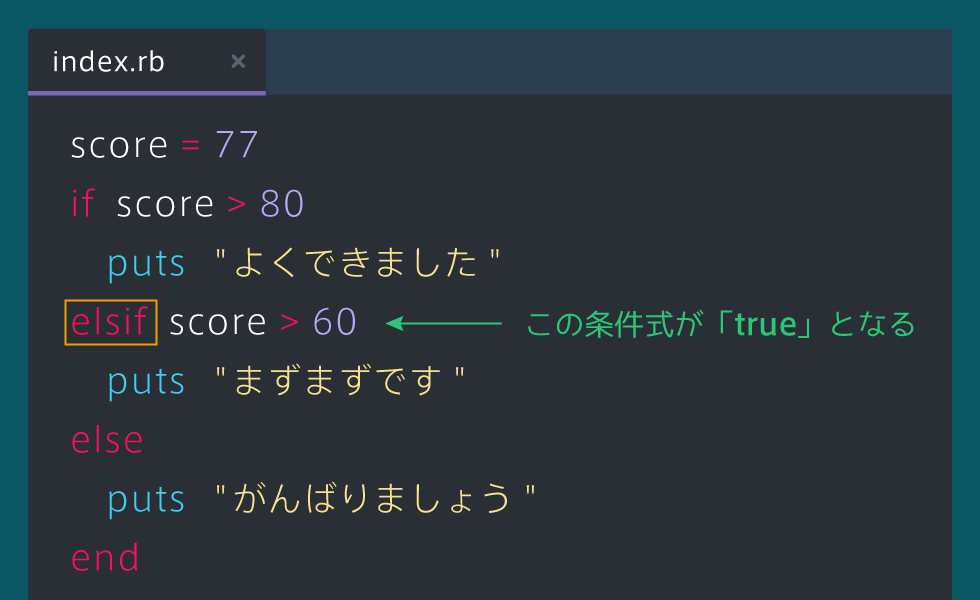 index.rb ×
score = 77
if score > 80
puts "よくできました"
elsif score > 60 この条件式が「true」となる
puts "まずまずです"
else
puts "がんばりましょう"
end